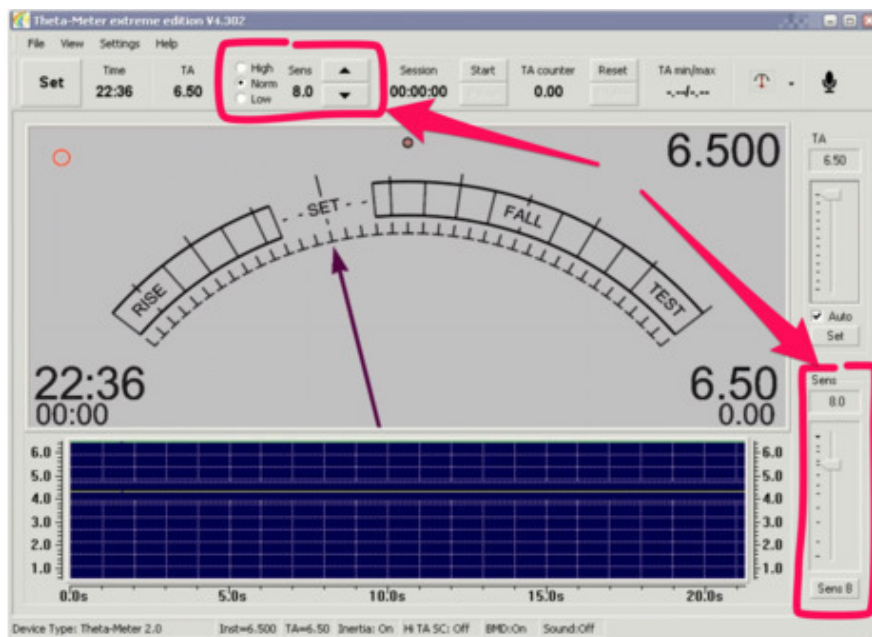 Theta-Meter extreme edition V4.302
File View Settings Help
Set
Time
22:36
TA
6.50
High
Norm
Low
Sens
8.0
Session
00:00:00
Start
TA counter
0.00
Reset
TA min/max
-.--/-.--
6.500
RISE
SET
FALL
TEST
22:36
00:00
6.50
0.00
TA
6.50
Auto
Set
Sens
8.0
Sens 8
6.0
5.0
4.0
3.0
2.0
1.0
6.0
5.0
4.0
3.0
2.0
1.0
0.0s 5.0s 10.0s 15.0s 20.0s
Device Type: Theta-Meter 2.0 Inst=6.500 TA=6.50 Inertia: On Hi TA SC: Off BMD:On Sound:Off